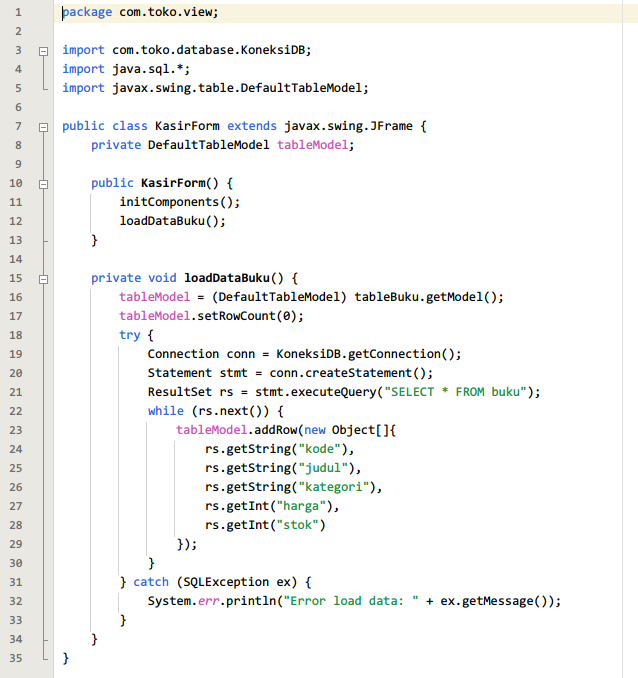 1 package com.toko.view;
2
3 import com.toko.database.KoneksiDB;
4 import java.sql.*;
5 import javax.swing.table.DefaultTableModel;
6
7 public class KasirForm extends javax.swing.JFrame {
8     private DefaultTableModel tableModel;
9
10     public KasirForm() {
11         initComponents();
12         loadDataBuku();
13     }
14
15     private void loadDataBuku() {
16         tableModel = (DefaultTableModel) tableBuku.getModel();
17         tableModel.setRowCount(0);
18         try {
19             Connection conn = KoneksiDB.getConnection();
20             Statement stmt = conn.createStatement();
21             ResultSet rs = stmt.executeQuery("SELECT * FROM buku");
22             while (rs.next()) {
23                 tableModel.addRow(new Object[]{
24                     rs.getString("kode"),
25                     rs.getString("judul"),
26                     rs.getString("kategori"),
27                     rs.getInt("harga"),
28                     rs.getInt("stok")
29                 });
30             }
31         } catch (SQLException ex) {
32             System.err.println("Error load data: " + ex.getMessage());
33         }
34     }
35 }